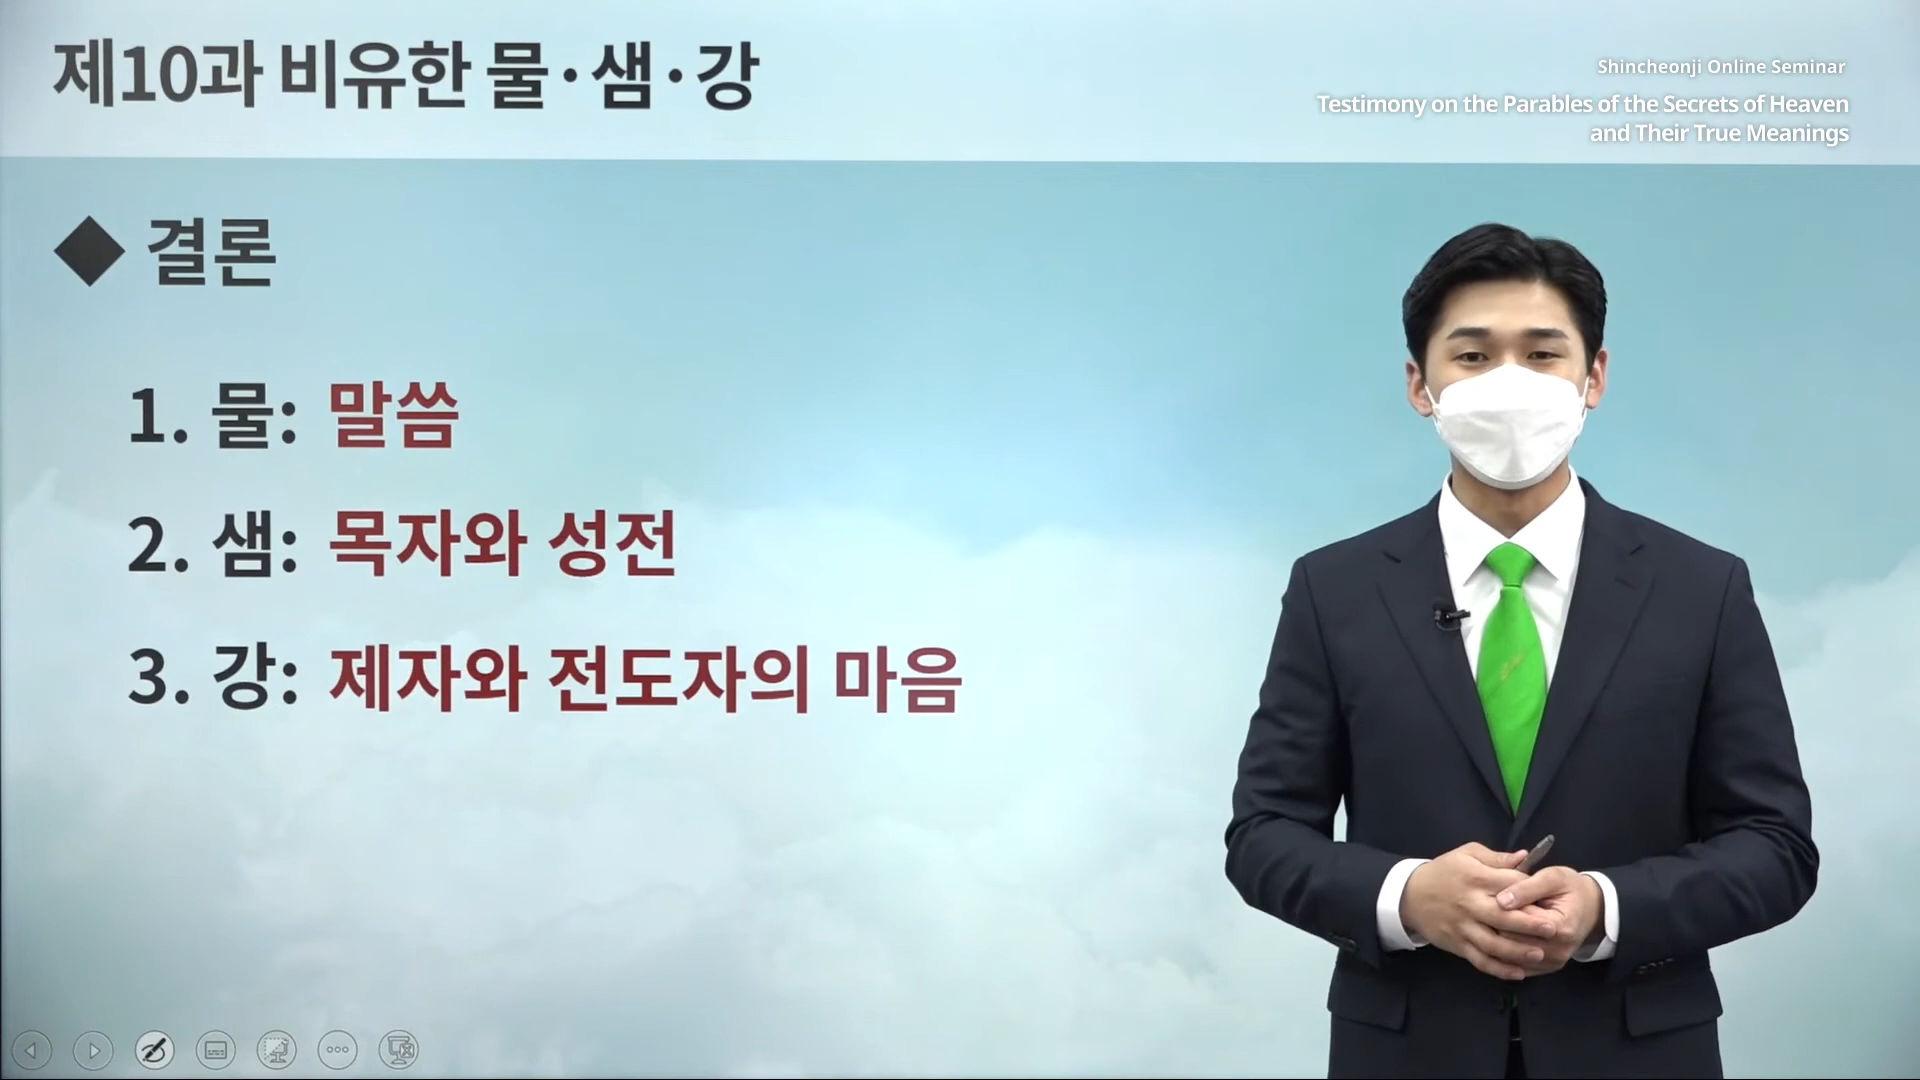 제10과 비유한 물·샘·강
Shincheonji Online Seminar
Testimony on the Parables of the Secrets of Heaven
and Their True Meanings
◆ 결론
1. 물: 말씀
2. 샘: 목자와 성전
3. 강: 제자와 전도자의 마음